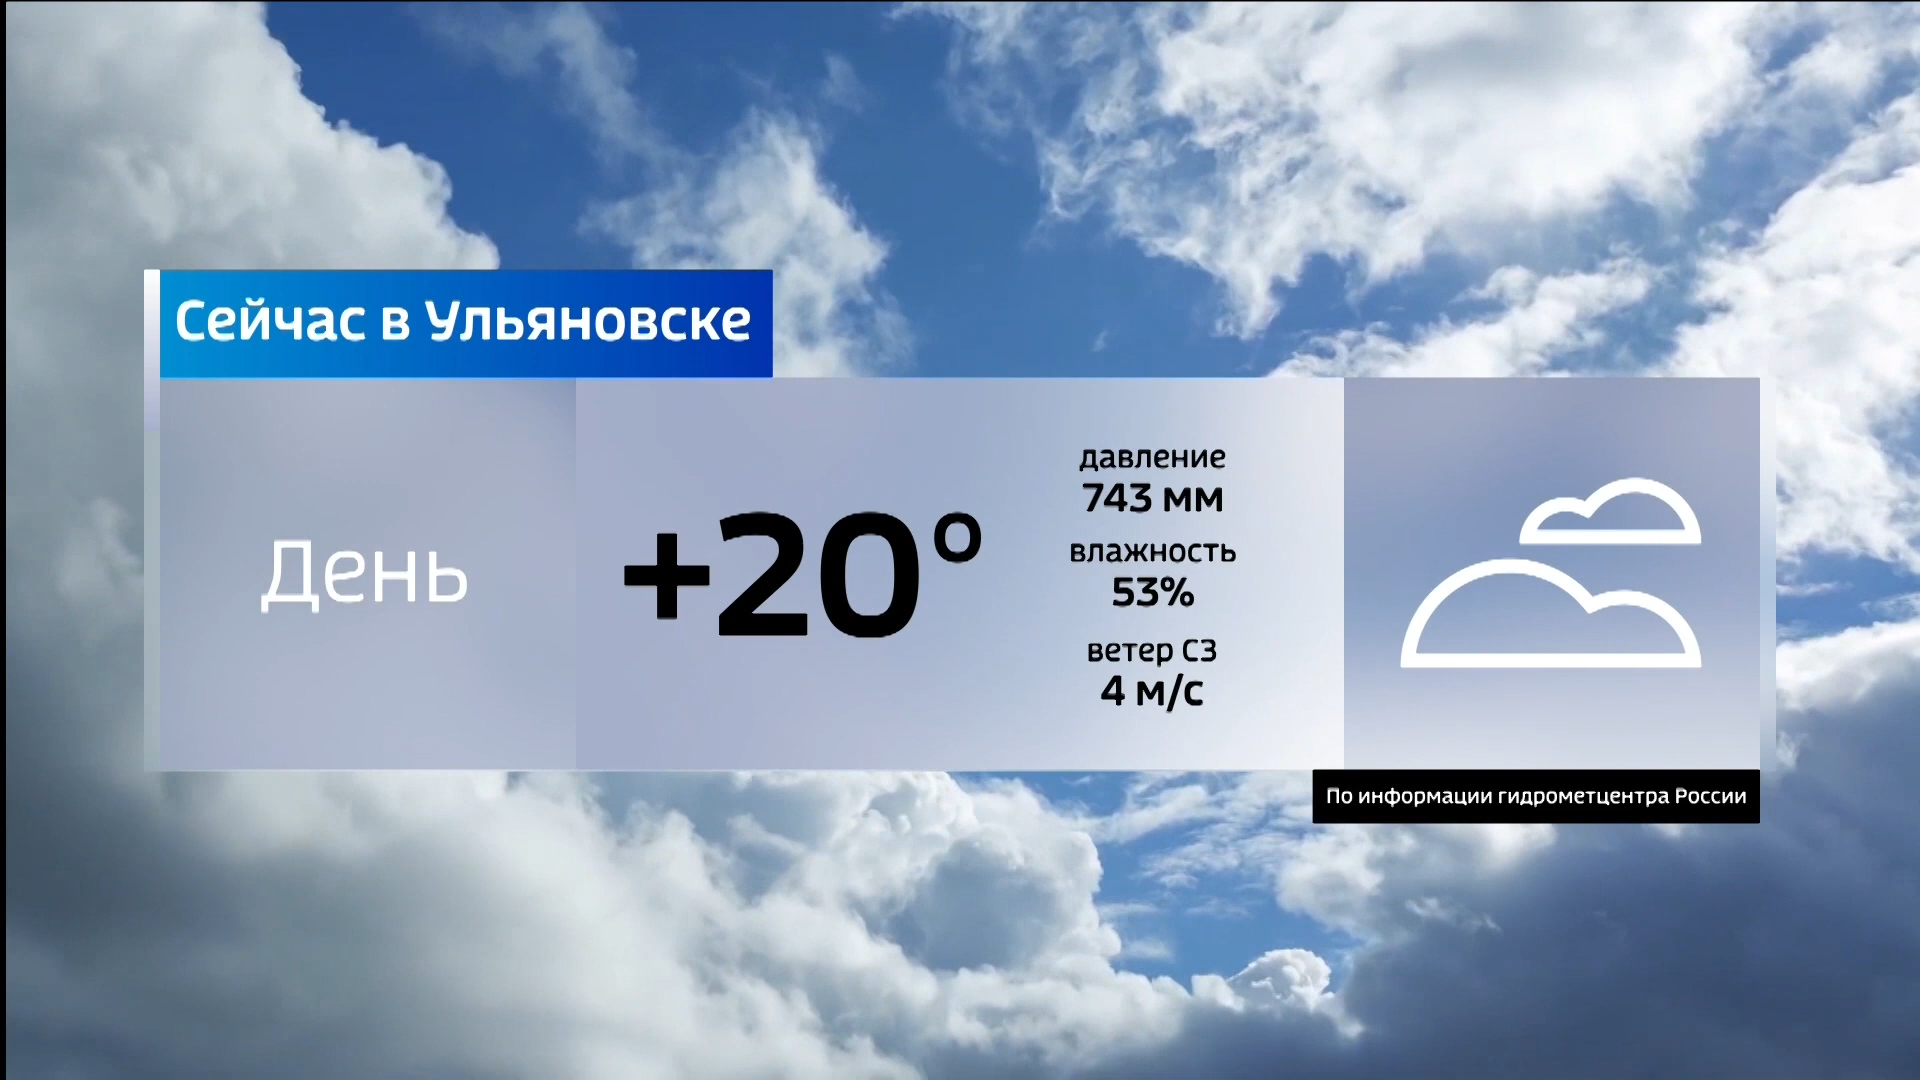 Сейчас в Ульяновске
День
+20°
давление
743 мм
влажность
53%
ветер СЗ
4 м/с
По информации гидрометцентра России